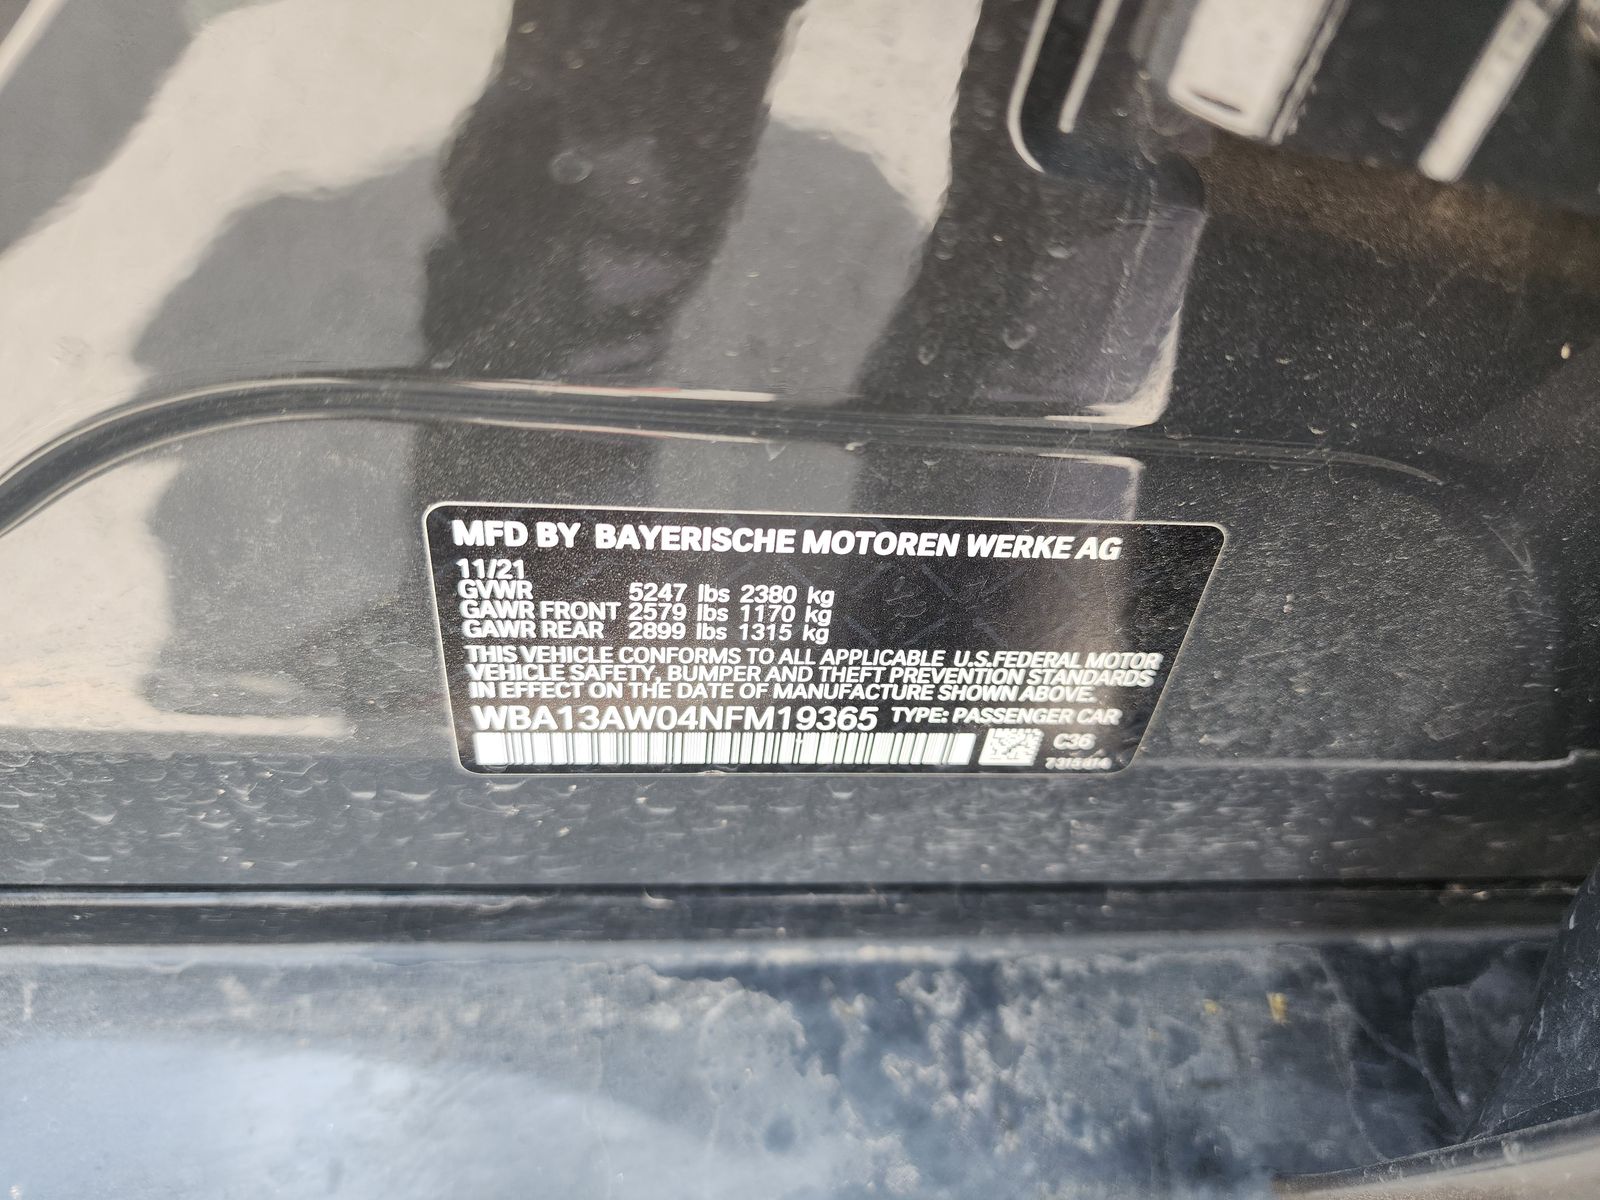 MFD BY BAYERISCHE MOTOREN WERKE AG
11/21
GVWR 5247 lbs 2380 kg
GAWR FRONT 2579 lbs 1170 kg
GAWR REAR 2899 lbs 1315 kg
THIS VEHICLE CONFORMS TO ALL APPLICABLE U.S.FEDERAL MOTOR
VEHICLE SAFETY, BUMPER AND THEFT PREVENTION STANDARDS
IN EFFECT ON THE DATE OF MANUFACTURE SHOWN ABOVE.
WBA13AW04NFM19365 TYPE: PASSENGER CAR
C36